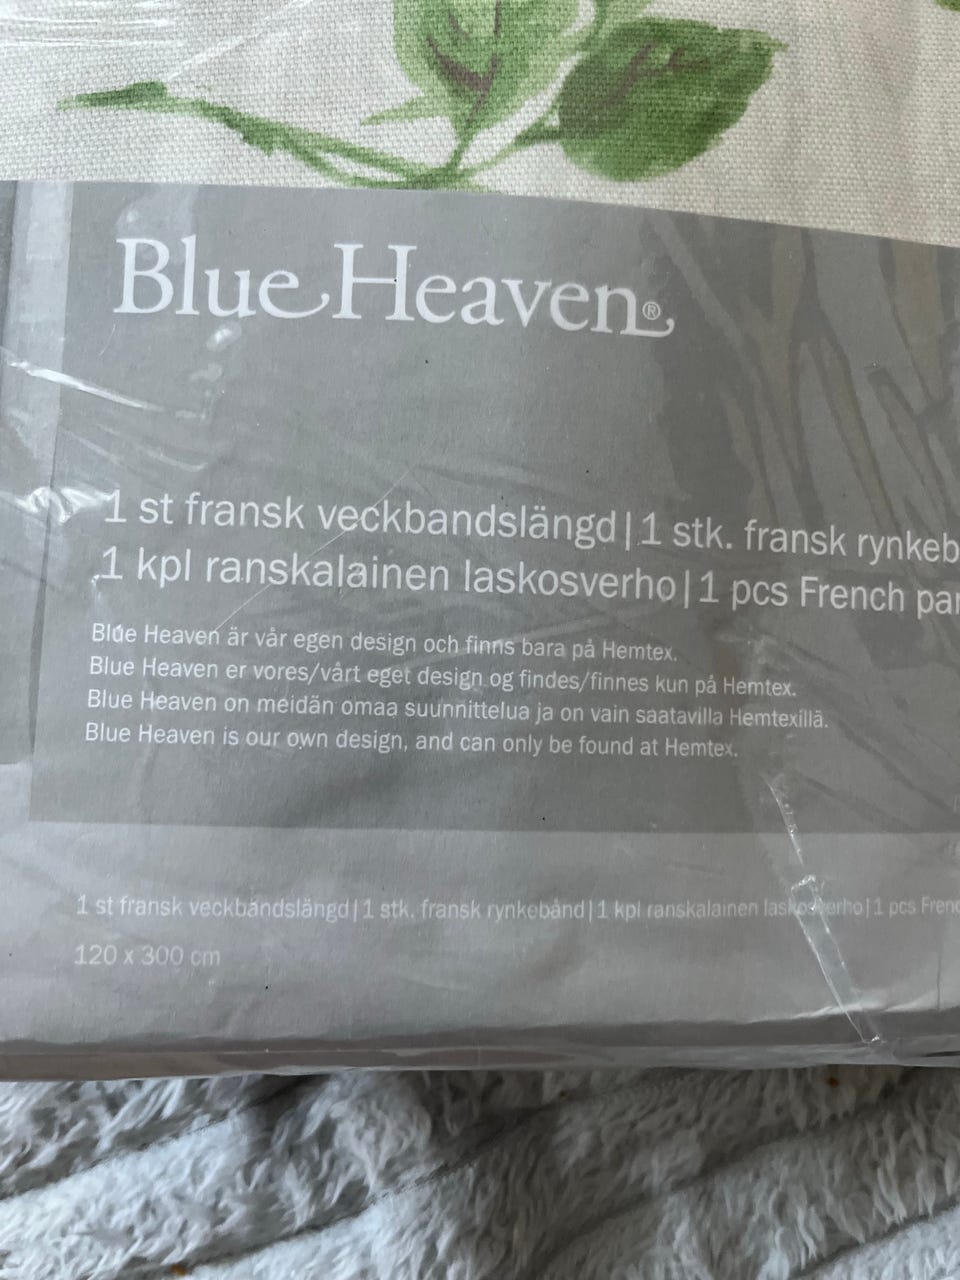 Blue Heaven®
1 st fransk veckbandslängd|1 stk. fransk rynkeb
1 kpl ranskalainen laskosverho|1 pcs French pa
Blue Heaven är vår egen design och finns bara på Hemtex.
Blue Heaven er vores/vårt eget design og findes/finnes kun på Hemtex.
Blue Heaven on meidän omaa suunnittelua ja on vain saatavilla Hemtexillä.
Blue Heaven is our own design, and can only be found at Hemtex.
1 st fransk veckbandslängd|1 stk. fransk rynkebånd|1 kpl ranskalainen laskosverho|1 pcs Frenc
120 x 300 cm